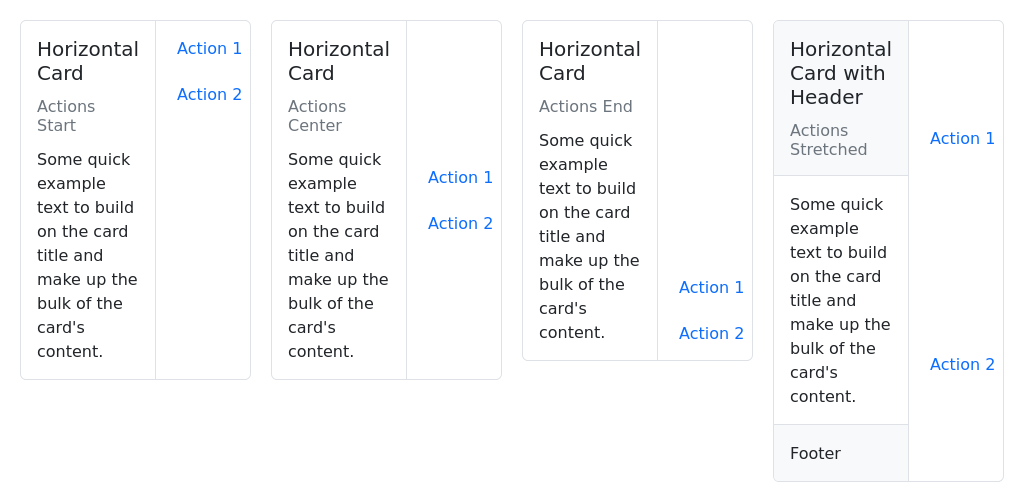 Horizontal
Card
Actions
Start
Some quick
example
text to build
on the card
title and
make up the
bulk of the
card's
content.
Action 1
Action 2
Horizontal
Card
Actions
Center
Some quick
example
text to build
on the card
title and
make up the
bulk of the
card's
content.
Action 1
Action 2
Horizontal
Card
Actions End
Some quick
example
text to build
on the card
title and
make up the
bulk of the
card's
content.
Action 1
Action 2
Horizontal
Card with
Header
Actions
Stretched
Some quick
example
text to build
on the card
title and
make up the
bulk of the
card's
content.
Footer
Action 1
Action 2